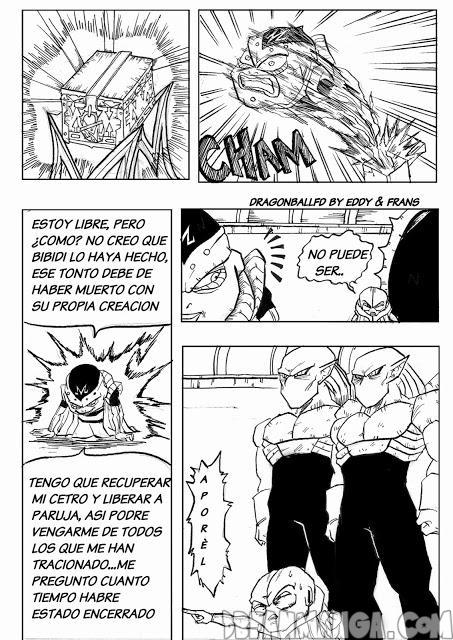 CHAM
DRAGONBALLFD BY EDDY & FRANS
ESTOY LIBRE, PERO
¿COMO? NO CREO QUE
BIBIDI LO HAYA HECHO,
ESE TONTO DEBE DE
HABER MUERTO CON
SU PROPIA CREACION
NO PUEDE
SER..
M
TENGO QUE RECUPERAR
MI CETRO Y LIBERAR A
PARUJA, ASI PODRE
VENGARME DE TODOS
LOS QUE ME HAN
TRACIONADO...ME
PREGUNTO CUANTO
TIEMPO HABRE
ESTADO ENCERRADO
A POR ÈL